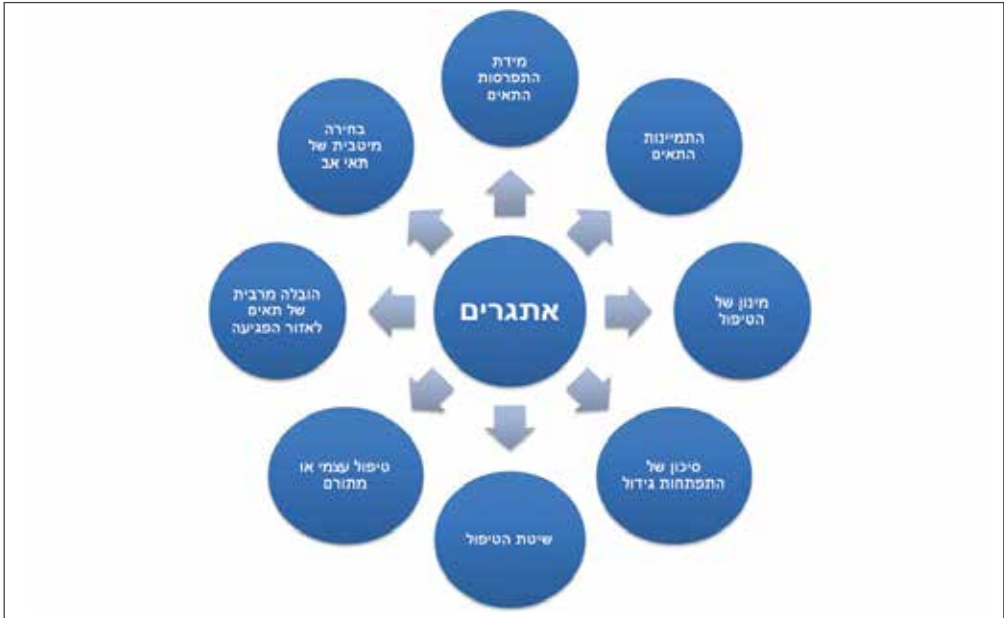 מידת
התפרסות
התאים
התמיינות
התאים
מינון של
הטיפול
סיכון של
התפתחות גידול
שיטת הטיפול
טיפול עצמי או
מתורם
הובלה מרבית
של תאים
לאזור הפגיעה
בחירה
מיטבית של
תאי אב
אתגרים